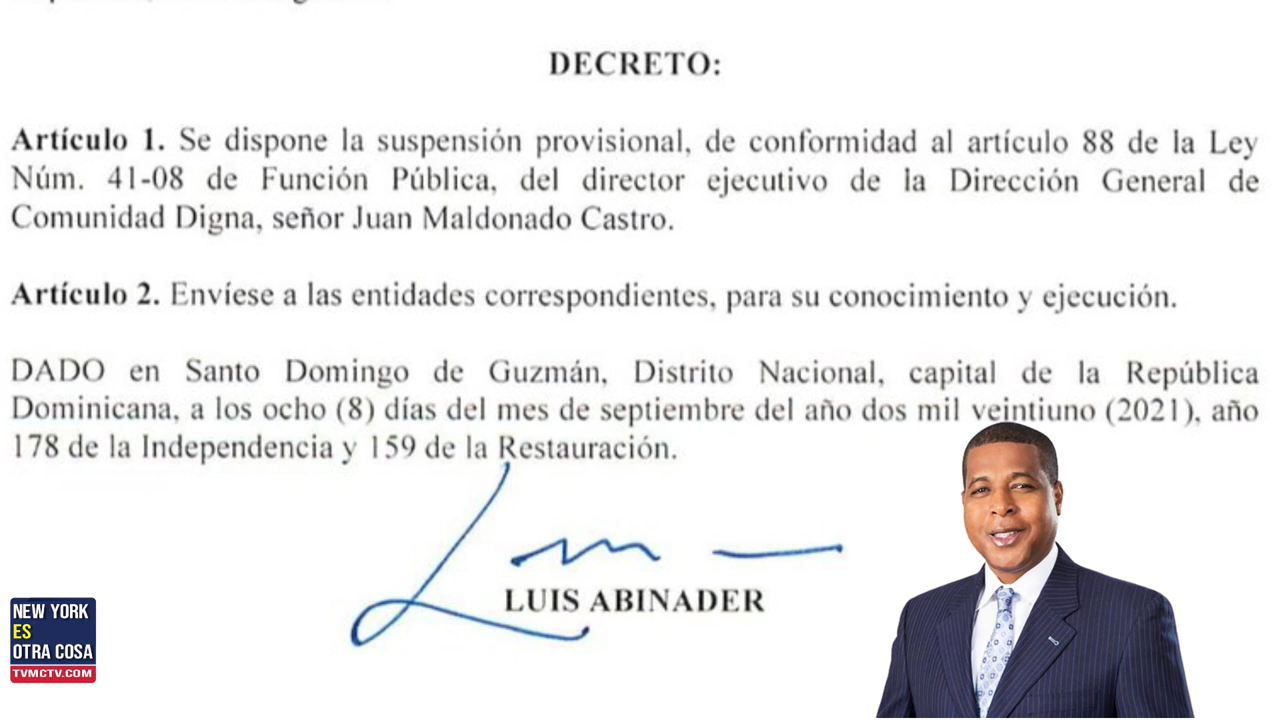 DECRETO:
Artículo 1. Se dispone la suspensión provisional, de conformidad al artículo 88 de la Ley
Núm. 41-08 de Función Pública, del director ejecutivo de la Dirección General de
Comunidad Digna, señor Juan Maldonado Castro.
Artículo 2. Envíese a las entidades correspondientes, para su conocimiento y ejecución.
DADO en Santo Domingo de Guzmán, Distrito Nacional, capital de la República
Dominicana, a los ocho (8) días del mes de septiembre del año dos mil veintiuno (2021), año
178 de la Independencia y 159 de la Restauración.
LUIS ABINADER
NEW YORK
ES
OTRA COSA
TVMCTV.COM